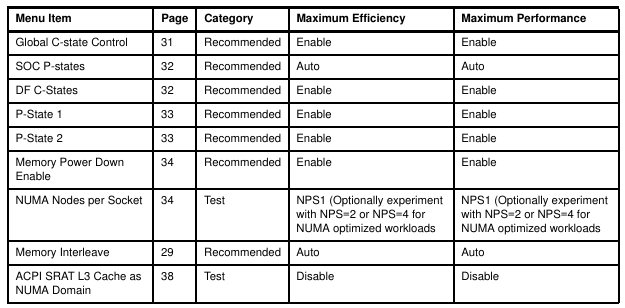 Menu Item Page Category Maximum Efficiency Maximum Performance
Global C-state Control 31 Recommended Enable Enable
SOC P-states 32 Recommended Auto Auto
DF C-States 32 Recommended Enable Enable
P-State 1 33 Recommended Enable Enable
P-State 2 33 Recommended Enable Enable
Memory Power Down 34 Recommended Enable Enable
Enable
NUMA Nodes per Socket 34 Test NPS1 (Optionally experiment NPS1 (Optionally experiment
with NPS=2 or NPS=4 for with NPS=2 or NPS=4 for
NUMA optimized workloads NUMA optimized workloads
Memory Interleave 29 Recommended Auto Auto
ACPI SRAT L3 Cache as 38 Test Disable Disable
NUMA Domain